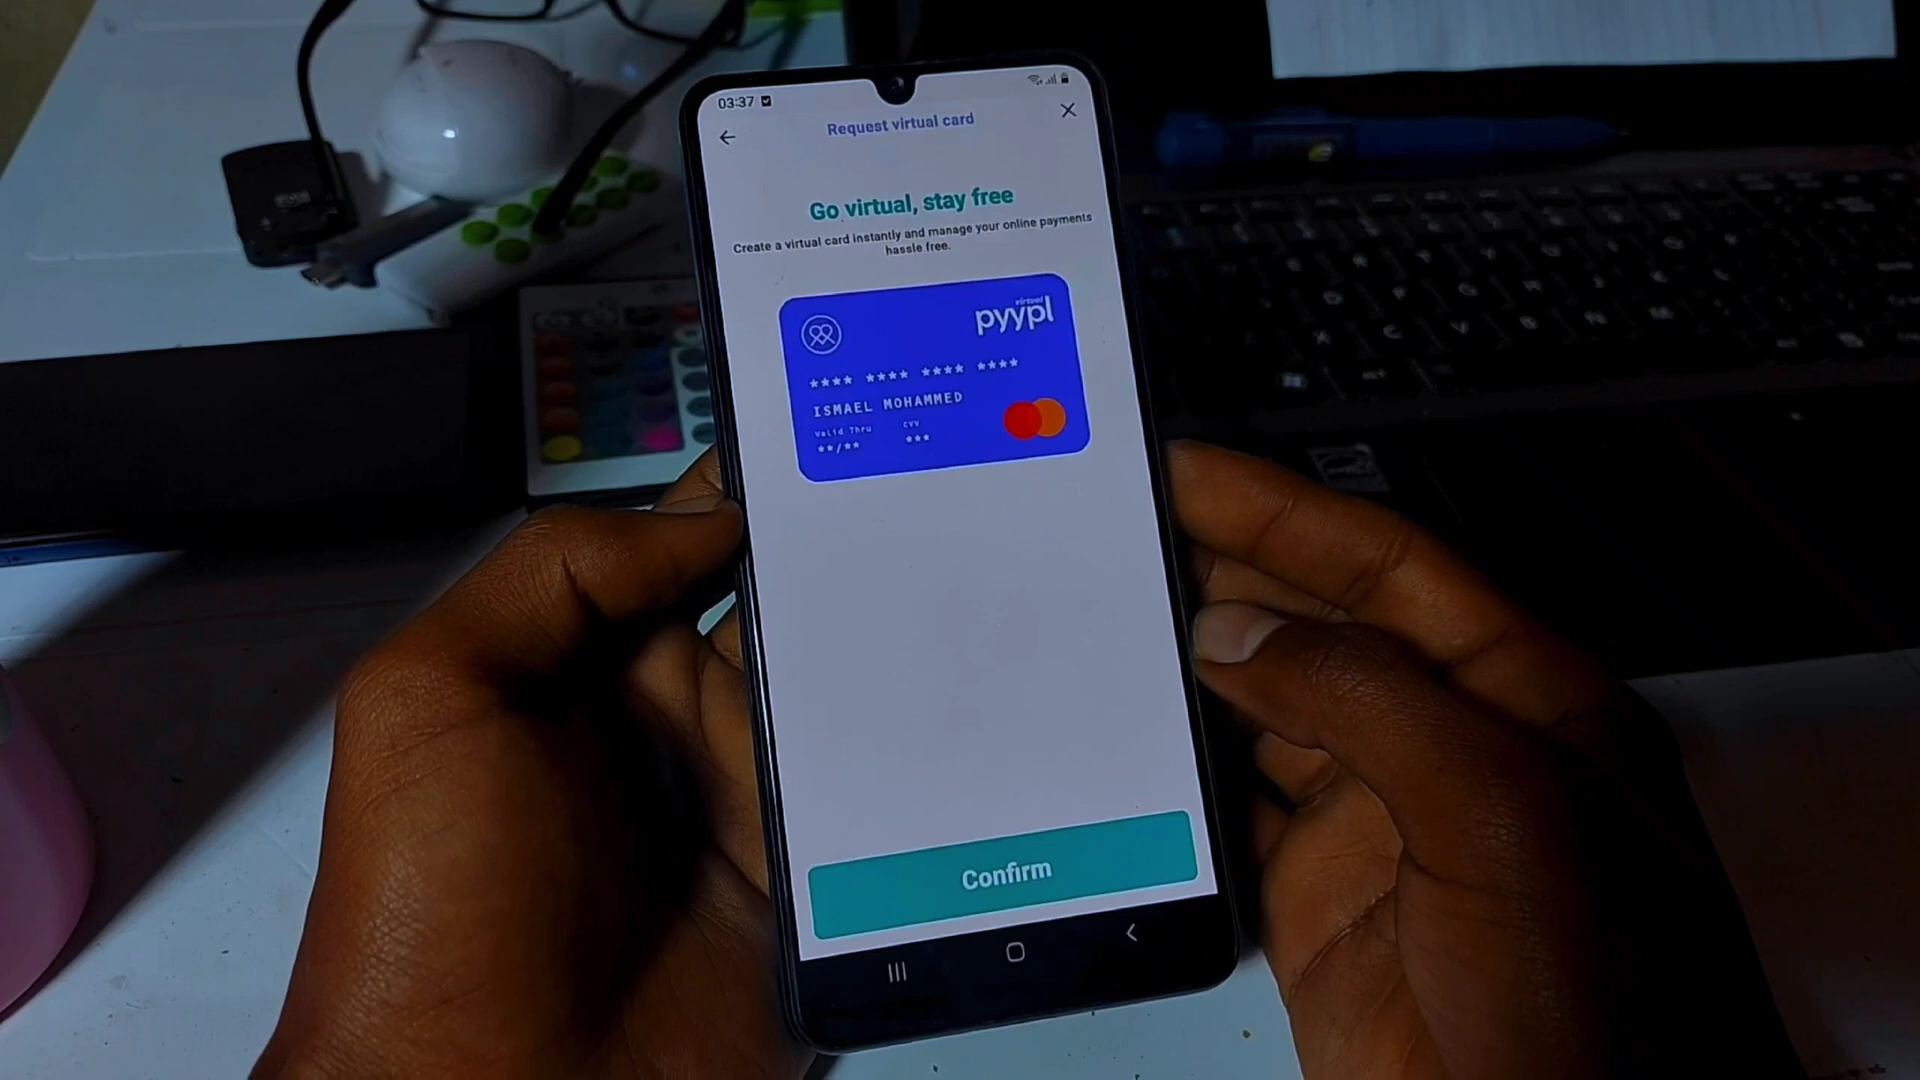 03:37
Request virtual card
Go virtual, stay free
Create a virtual card instantly and manage your online payments
hassle free.
virtual
pyypl
**** **** **** ****
ISMAEL MOHAMMED
Valid Thru CVV
**/** ***
Confirm